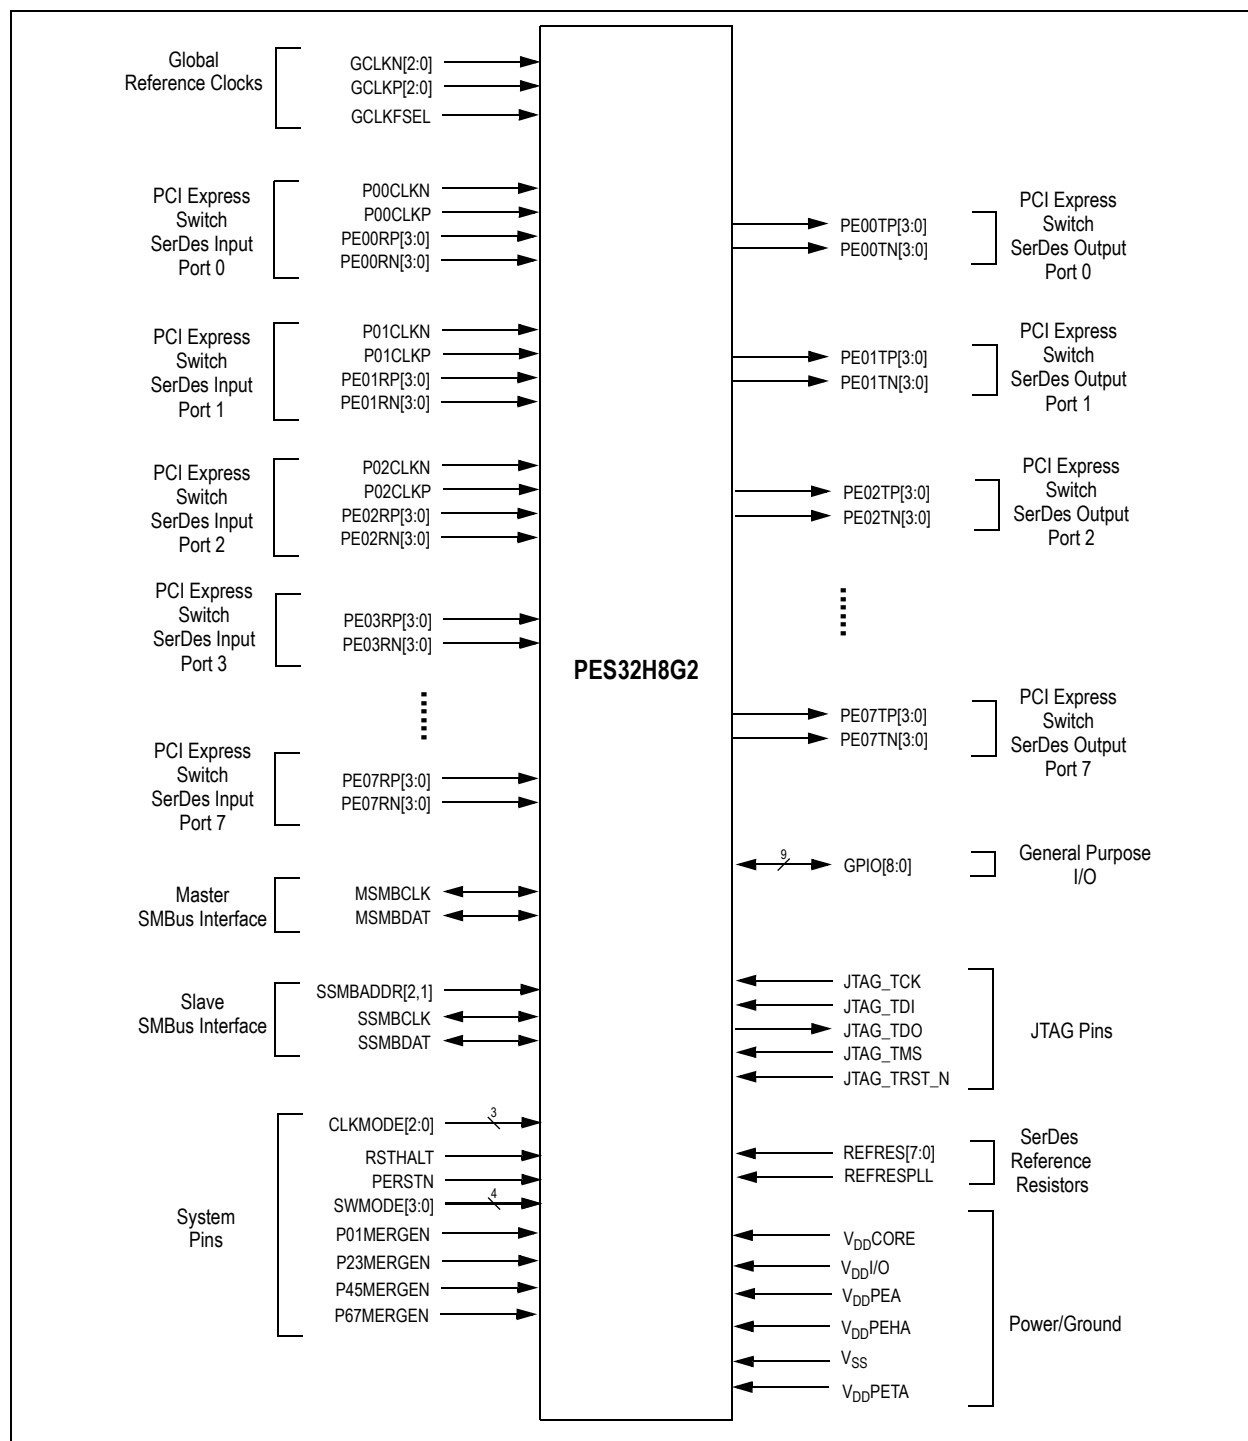 Global
Reference Clocks
GCLKN[2:0]
GCLKP[2:0]
GCLKFSEL
PCI Express
Switch
SerDes Input
Port 0
P00CLKN
P00CLKP
PE00RP[3:0]
PE00RN[3:0]
PCI Express
Switch
SerDes Input
Port 1
P01CLKN
P01CLKP
PE01RP[3:0]
PE01RN[3:0]
PCI Express
Switch
SerDes Input
Port 2
P02CLKN
P02CLKP
PE02RP[3:0]
PE02RN[3:0]
PCI Express
Switch
SerDes Input
Port 3
PE03RP[3:0]
PE03RN[3:0]
PCI Express
Switch
SerDes Input
Port 7
PE07RP[3:0]
PE07RN[3:0]
Master
SMBus Interface
MSMBCLK
MSMBDAT
Slave
SMBus Interface
SSMBADDR[2,1]
SSMBCLK
SSMBDAT
System
Pins
CLKMODE[2:0]
3
RSTHALT
PERSTN
SWMODE[3:0]
4
P01MERGEN
P23MERGEN
P45MERGEN
P67MERGEN
PES32H8G2
PE00TP[3:0]
PE00TN[3:0]
PCI Express
Switch
SerDes Output
Port 0
PE01TP[3:0]
PE01TN[3:0]
PCI Express
Switch
SerDes Output
Port 1
PE02TP[3:0]
PE02TN[3:0]
PCI Express
Switch
SerDes Output
Port 2
PE07TP[3:0]
PE07TN[3:0]
PCI Express
Switch
SerDes Output
Port 7
9
GPIO[8:0]
General Purpose
I/O
JTAG_TCK
JTAG_TDI
JTAG_TDO
JTAG_TMS
JTAG_TRST_N
JTAG Pins
REFRES[7:0]
REFRESPLL
SerDes
Reference
Resistors
VDDCORE
VDDI/O
VDDPEA
VDDPEHA
VSS
VDDPETA
Power/Ground